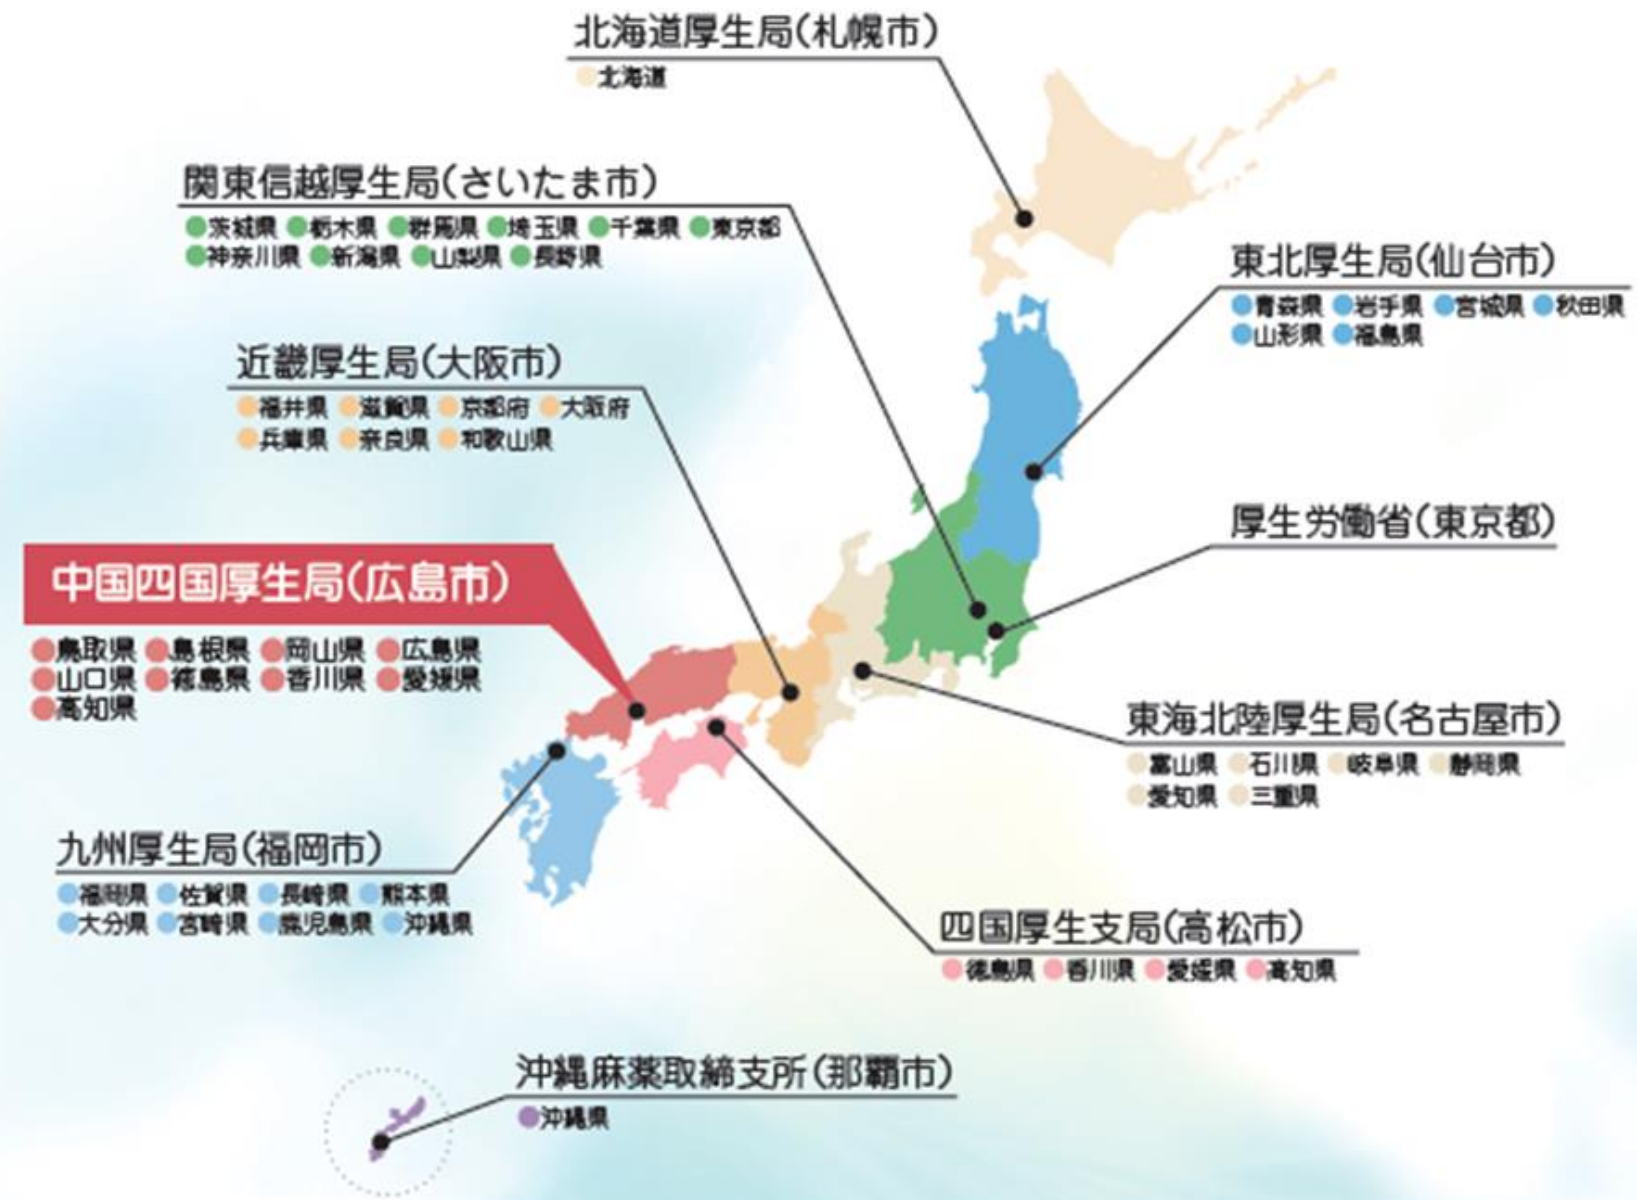 北海道厚生局(札幌市)
北海道
関東信越厚生局(さいたま市)
茨城県 栃木県 群馬県 埼玉県 千葉県 東京都
神奈川県 新潟県 山梨県 長野県
東北厚生局(仙台市)
青森県 岩手県 宮城県 秋田県
山形県 福島県
近畿厚生局(大阪市)
福井県 滋賀県 京都府 大阪府
兵庫県 奈良県 和歌山県
厚生労働省(東京都)
中国四国厚生局(広島市)
鳥取県 島根県 岡山県 広島県
山口県 徳島県 香川県 愛媛県
高知県
東海北陸厚生局(名古屋市)
富山県 石川県 岐阜県 静岡県
愛知県 三重県
九州厚生局(福岡市)
福岡県 佐賀県 長崎県 熊本県
大分県 宮崎県 鹿児島県 沖縄県
四国厚生支局(高松市)
徳島県 香川県 愛媛県 高知県
沖縄麻薬取締支所(那覇市)
沖縄県